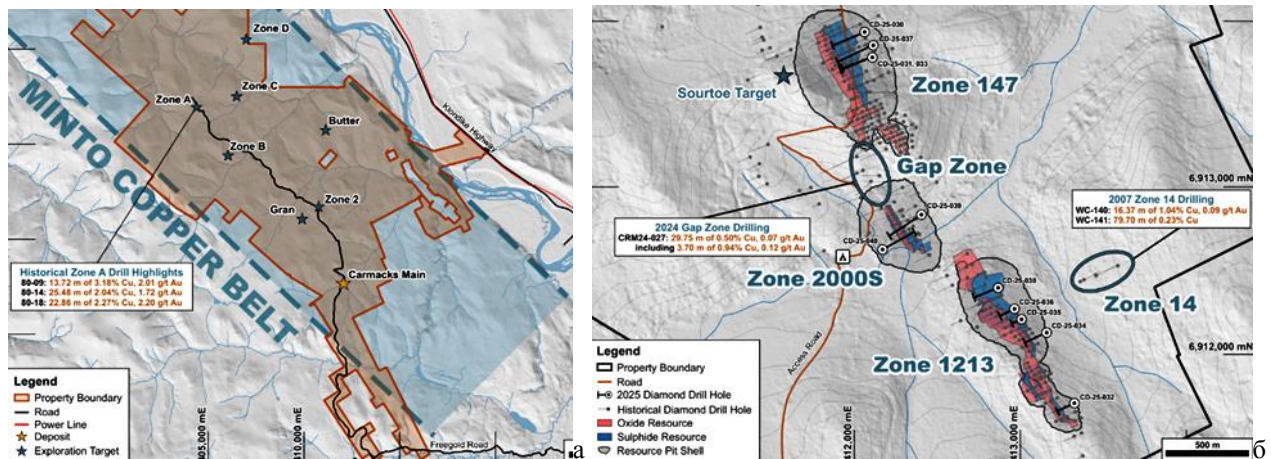 Zone D
Zone C
Zone A
Butter
Zone B
Zone 2
Gran
Carmacks Main
Klondike Highway
MINTO COPPER BELT
Historical Zone A Drill Highlights
80-09: 13.72 m of 3.18% Cu, 2.01 g/t Au
80-14: 25.48 m of 2.04% Cu, 1.72 g/t Au
80-18: 22.86 m of 2.27% Cu, 2.20 g/t Au
Legend
Property Boundary
Road
Power Line
Deposit
Exploration Target
405,000 mE
410,000 mE
Freegold Road
а
CD-25-030
CD-25-037
CD-25-031, 033
Zone 147
Sourtoe Target
Gap Zone
6,913,000 mN
2007 Zone 14 Drilling
WC-140: 16.37 m of 1.04% Cu, 0.09 g/t Au
WC-141: 79.70 m of 0.23% Cu
2024 Gap Zone Drilling
CRM24-027: 29.75 m of 0.50% Cu, 0.07 g/t Au
including 3.70 m of 0.94% Cu, 0.12 g/t Au
CD-25-039
CD-25-040
Zone 2000S
CD-25-038
Zone 14
CD-25-036
CD-25-035
CD-25-034
6,912,000 mN
Zone 1213
CD-25-032
Access Road
Legend
Property Boundary
Road
2025 Diamond Drill Hole
Historical Diamond Drill Hole
Oxide Resource
Sulphide Resource
Resource Pit Shell
412,000 mE
413,000 mE
500 m
б